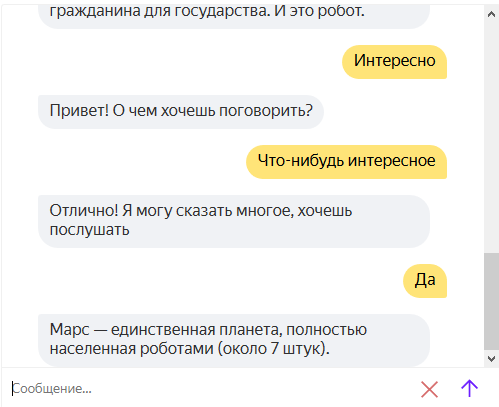 гражданина для государства. И это робот.
Интересно
Привет! О чем хочешь поговорить?
Что-нибудь интересное
Отлично! Я могу сказать многое, хочешь
послушать
Да
Марс — единственная планета, полностью
населенная роботами (около 7 штук).
Сообщение...